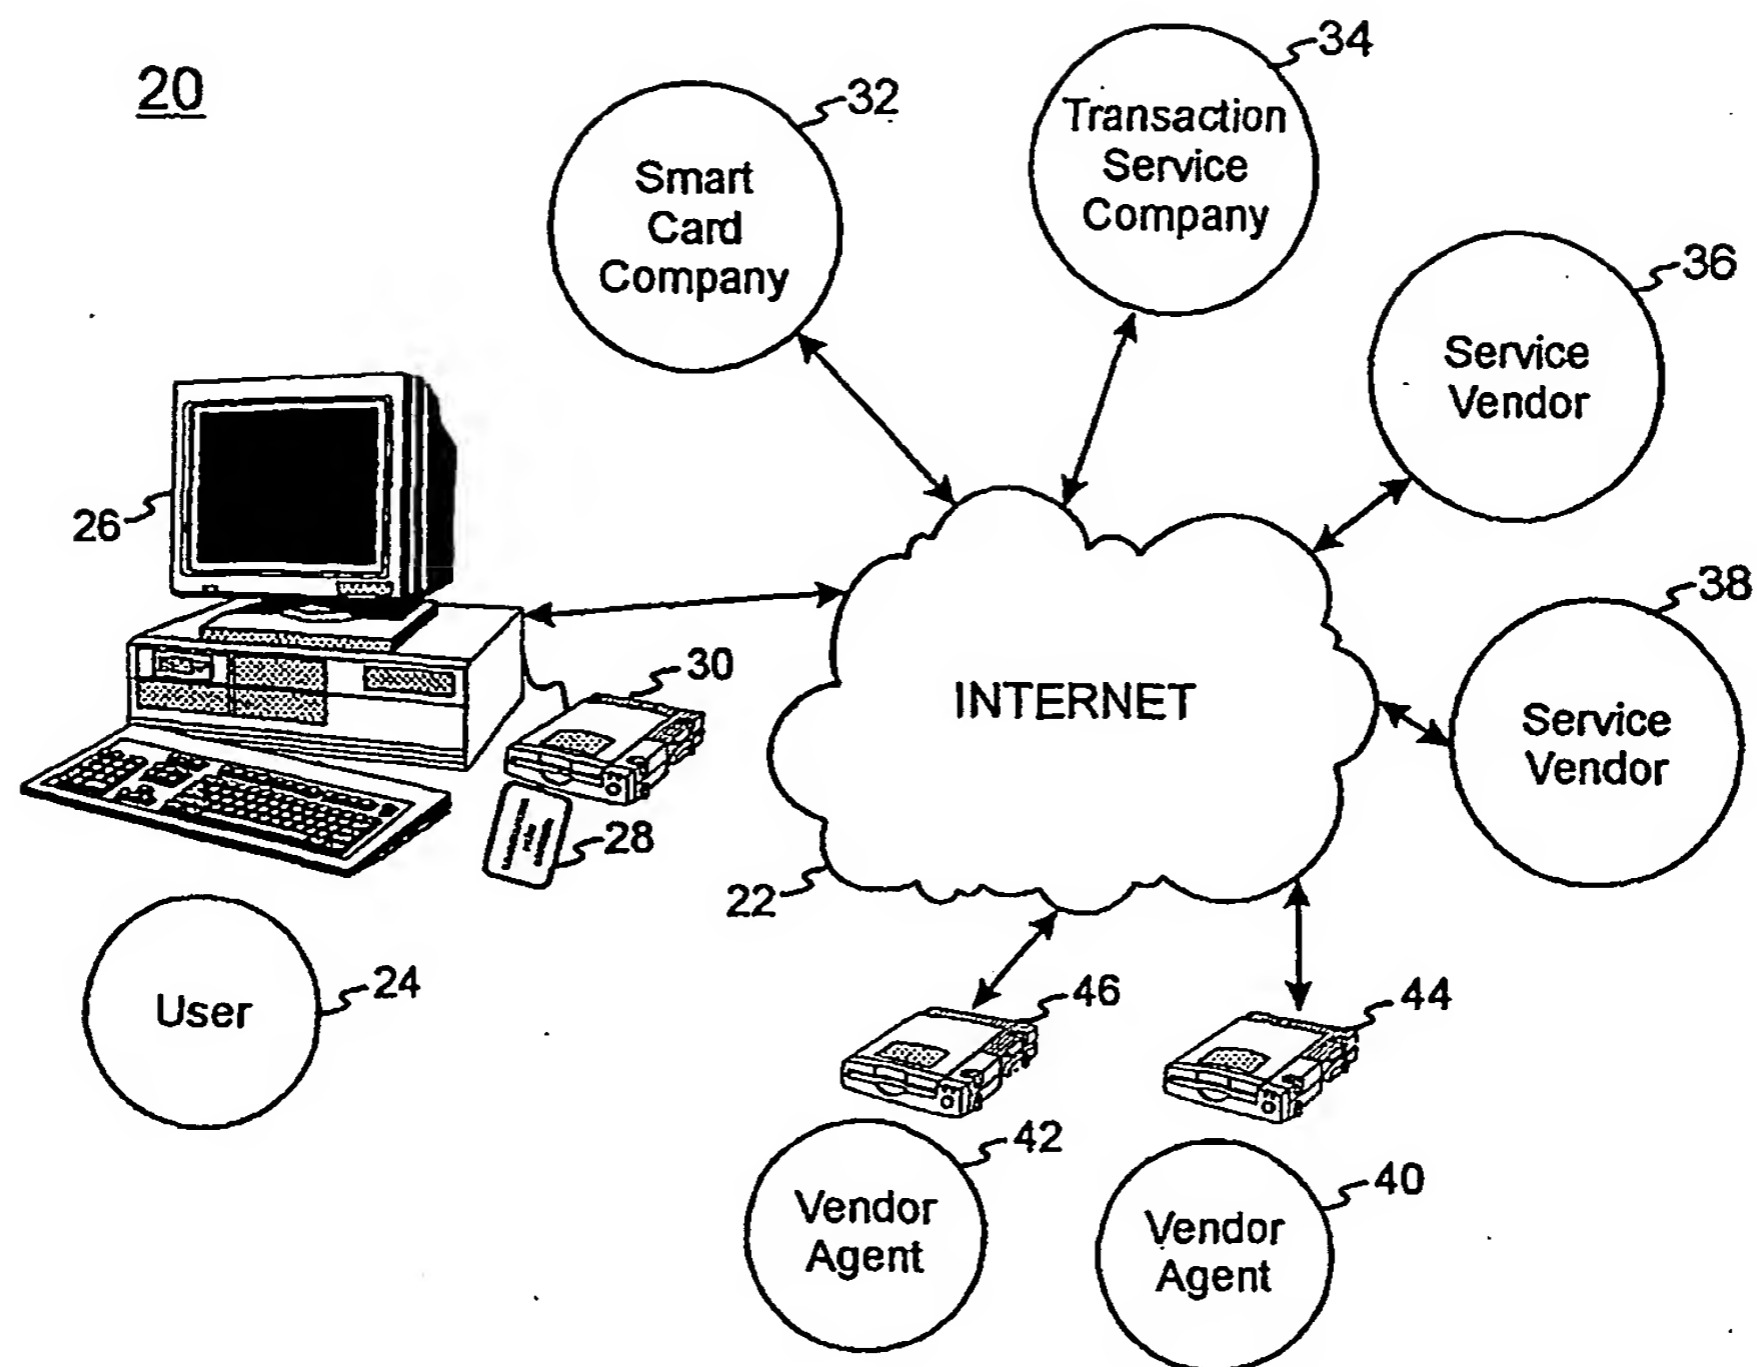 20
32
Smart
Card
Company
34
Transaction
Service
Company
36
Service
Vendor
26
38
Service
Vendor
30
INTERNET
28
22
User
24
46
44
42
Vendor
Agent
40
Vendor
Agent